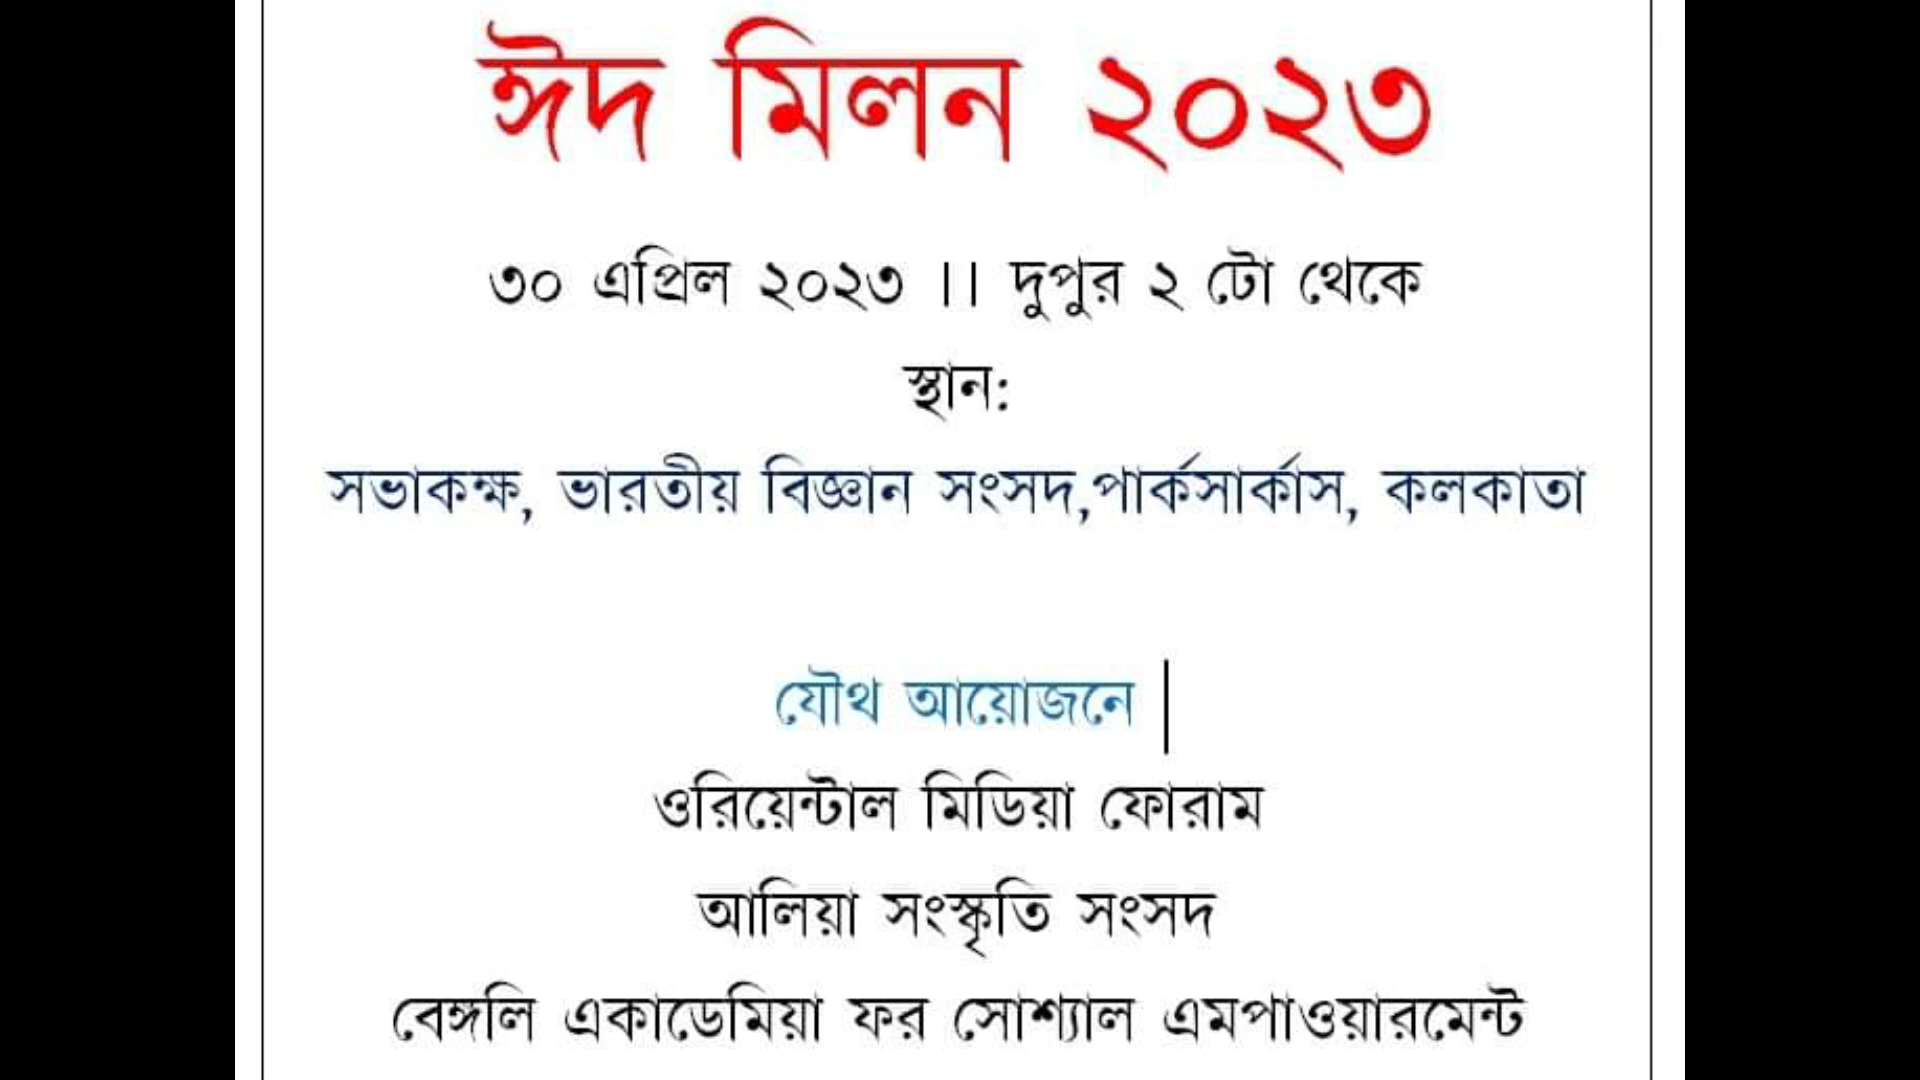 ঈদ মিলন ২০২৩
৩০ এপ্রিল ২০২৩ ।। দুপুর ২ টো থেকে
স্থান:
সভাকক্ষ, ভারতীয় বিজ্ঞান সংসদ,পার্কসার্কাস, কলকাতা
যৌথ আয়োজনে
ওরিয়েন্টাল মিডিয়া ফোরাম
আলিয়া সংস্কৃতি সংসদ
বেঙ্গলি একাডেমিয়া ফর সোশ্যাল এমপাওয়ারমেন্ট